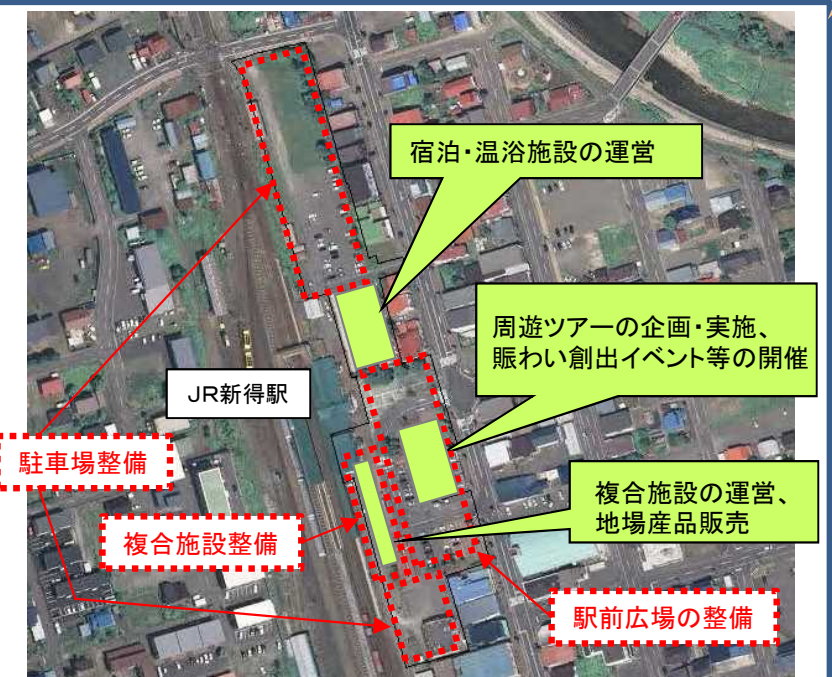 宿泊・温浴施設の運営
周遊ツアーの企画・実施、
賑わい創出イベント等の開催
JR新得駅
駐車場整備
複合施設の運営、
地場産品販売
複合施設整備
駅前広場の整備